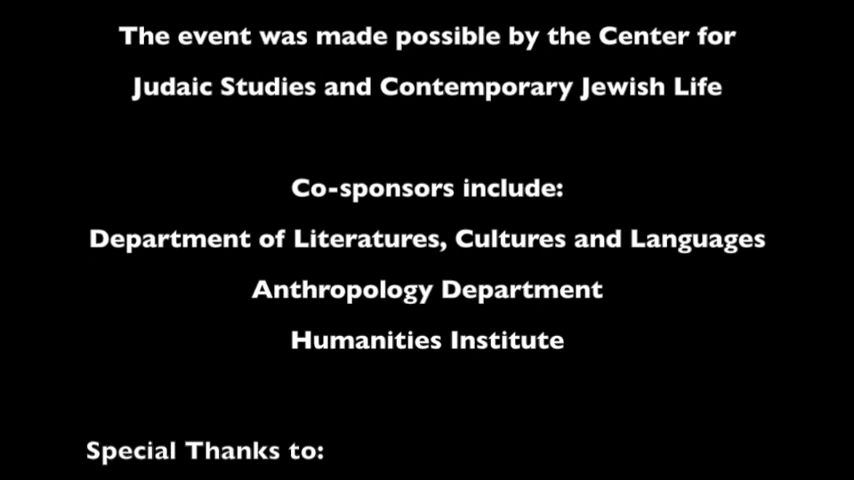 The event was made possible by the Center for
Judaic Studies and Contemporary Jewish Life
Co-sponsors include:
Department of Literatures, Cultures and Languages
Anthropology Department
Humanities Institute
Special Thanks to: